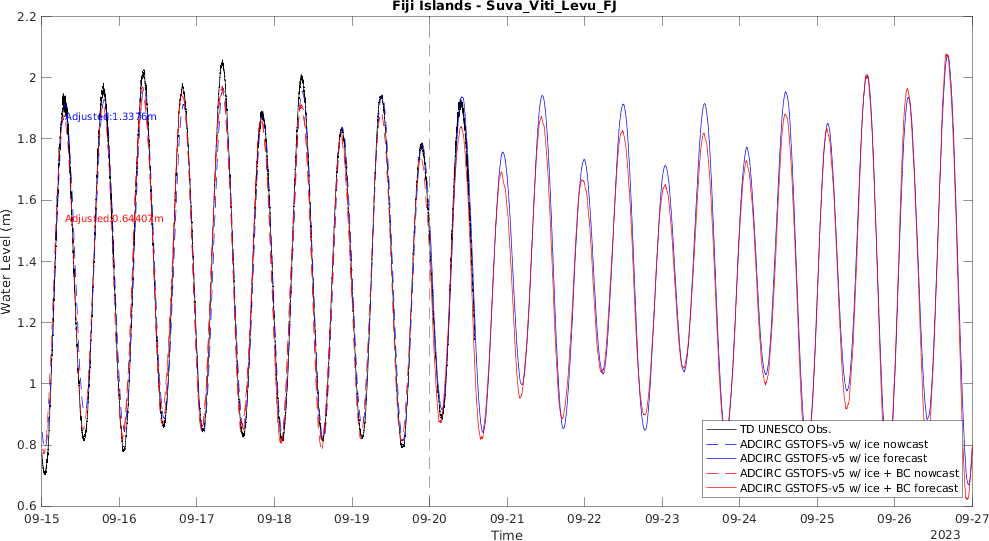 Fiji Islands - Suva_Viti_Levu_FJ
2.2
2
1.8
1.6
1.4
1.2
1
0.8
0.6
Water Level (m)
Adjusted:1.3376m
Adjusted:0.64407m
TD UNESCO Obs.
ADCIRC GSTOFS-v5 w/ ice nowcast
ADCIRC GSTOFS-v5 w/ ice forecast
ADCIRC GSTOFS-v5 w/ ice + BC nowcast
ADCIRC GSTOFS-v5 w/ ice + BC forecast
09-15 09-16 09-17 09-18 09-19 09-20 09-21 09-22 09-23 09-24 09-25 09-26 09-27
Time
2023